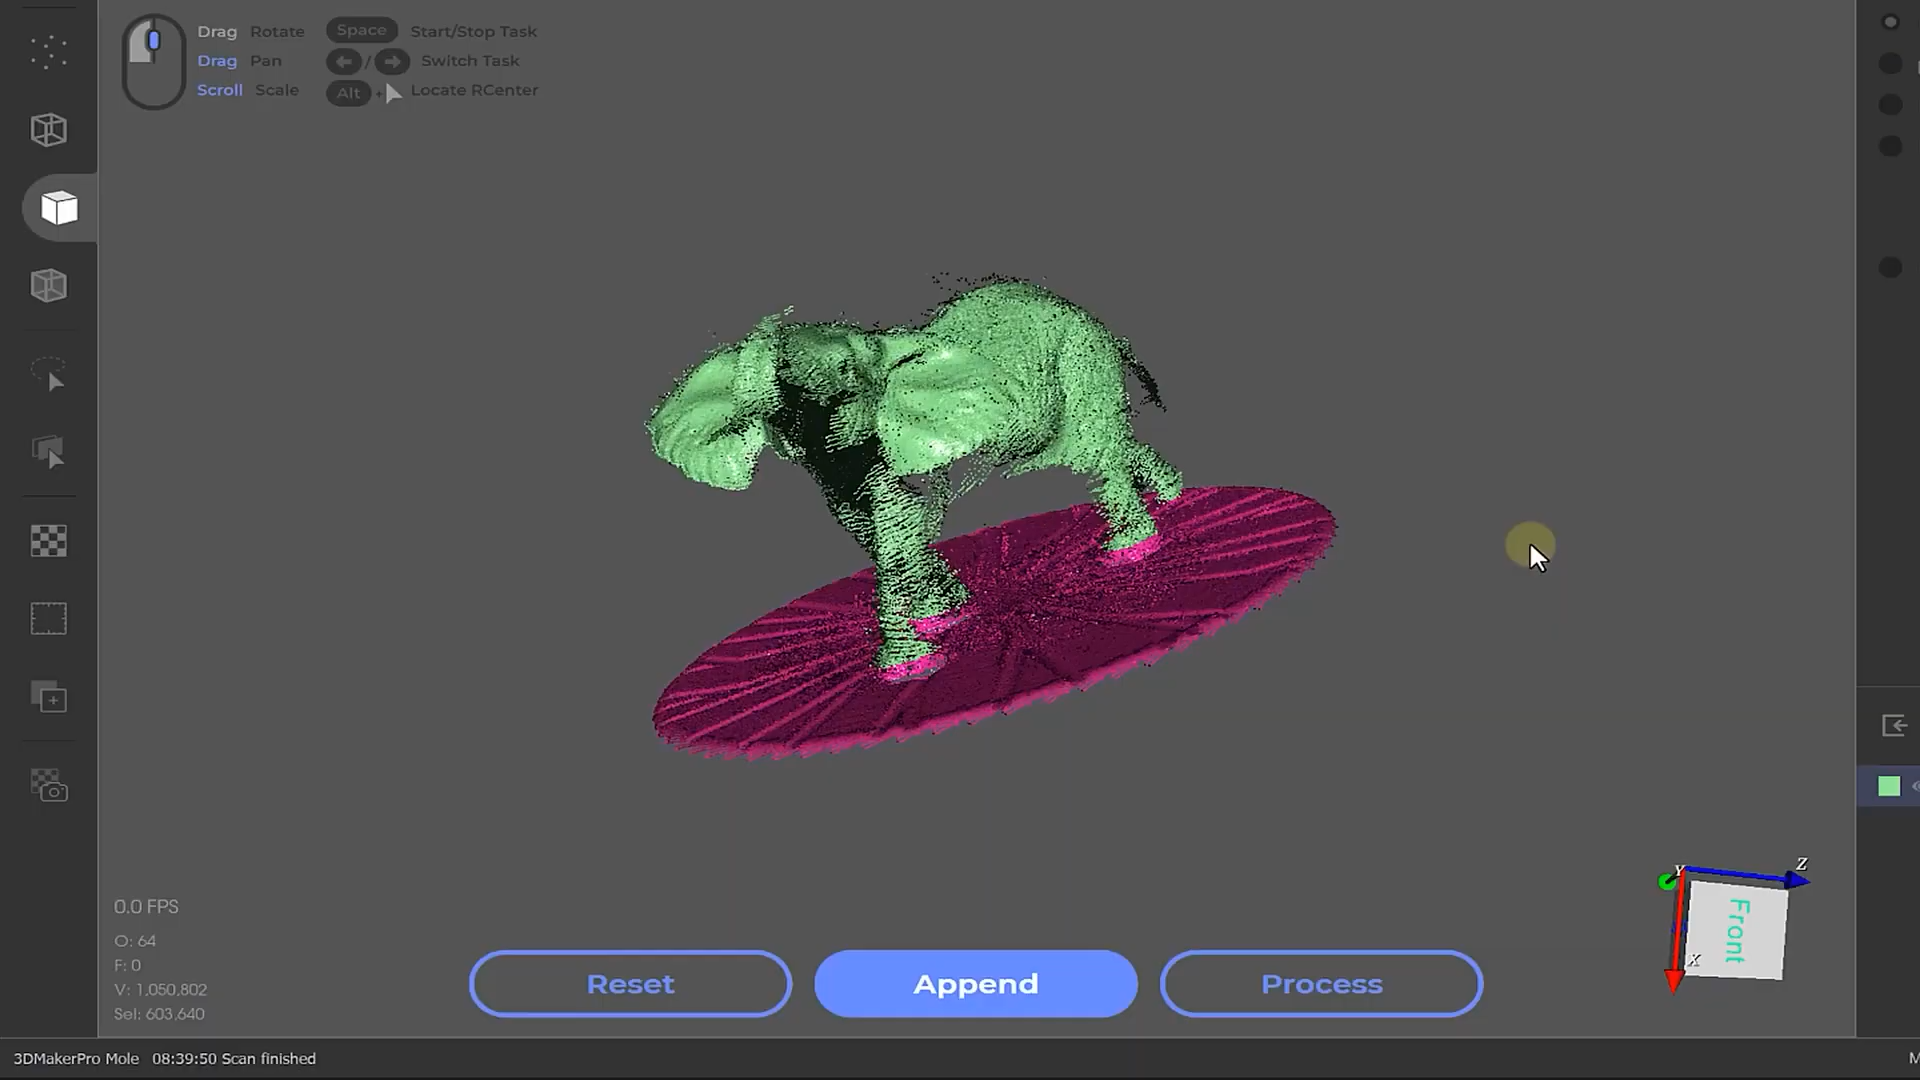 Drag Rotate Space Start/Stop Task
Drag Pan / Switch Task
Scroll Scale Alt + Locate RCenter
0.0 FPS
O: 64
F: 0
V: 1,050,802
Sel: 603,640
Reset Append Process
Y Z
Front
X
3DMakerPro Mole 08:39:50 Scan finished M